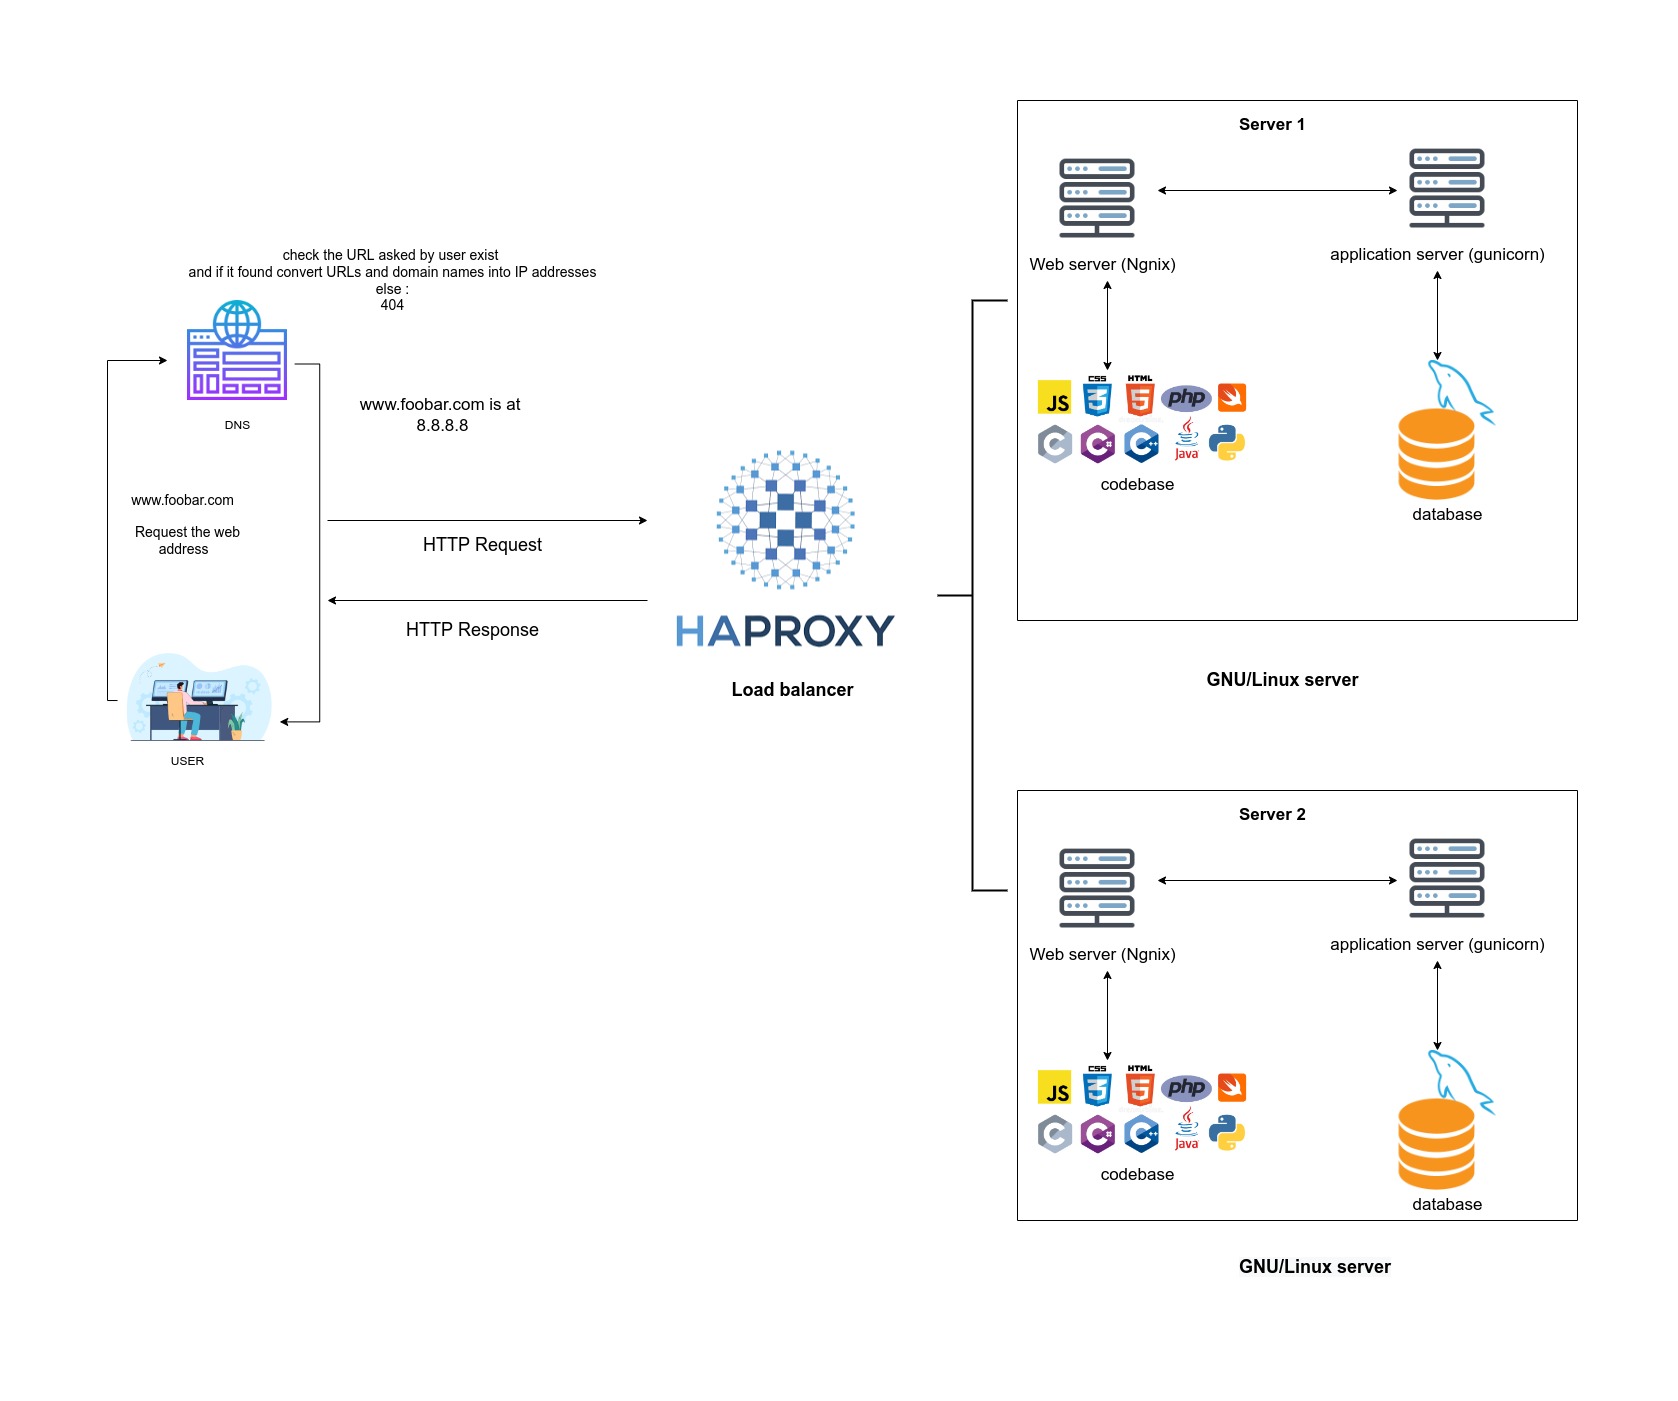 check the URL asked by user exist
and if it found convert URLs and domain names into IP addresses
else :
404
DNS
www.foobar.com is at
8.8.8.8
www.foobar.com
Request the web
address
USER
HTTP Request
HTTP Response
HAPROXY
Load balancer
Server 1
Web server (Ngnix)
application server (gunicorn)
JS
CSS
3
HTML
5
php
C
C#
C++
Java
codebase
database
GNU/Linux server
Server 2
Web server (Ngnix)
application server (gunicorn)
JS
CSS
3
HTML
5
php
C
C#
C++
Java
codebase
database
GNU/Linux server